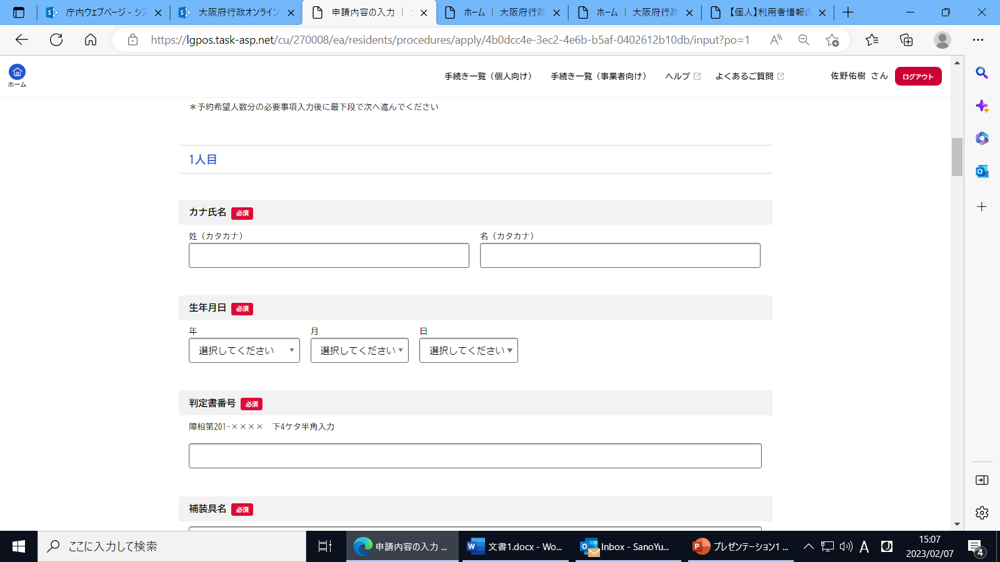 庁内ウェブページ - シス
大阪府行政オンライン
申請内容の入力 ｜ 大
ホーム ｜ 大阪府行政
ホーム ｜ 大阪府行政
【個人】利用者情報の
https://lgpos.task-asp.net/cu/270008/ea/residents/procedures/apply/4b0dcc4e-3ec2-4e6b-b5af-0402612b10db/input?po=1
ホーム
手続き一覧（個人向け） 手続き一覧（事業者向け） ヘルプ よくあるご質問 佐野佑樹 さん ログアウト
＊予約希望人数分の必要事項入力後に最下段で次へ進んでください
1人目
カナ氏名 必須
姓（カタカナ） 名（カタカナ）
生年月日 必須
年 月 日
選択してください 選択してください 選択してください
判定書番号 必須
障相第201-×××× 下4ケタ半角入力
補装具名 必須
ここに入力して検索
申請内容の入力 ...
文書1.docx - Wo...
Inbox - SanoYu...
プレゼンテーション1 ...
A
15:07
2023/02/07
4